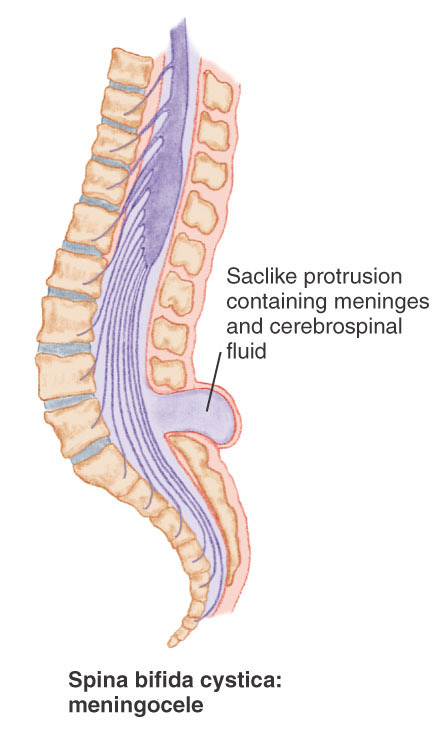 Saclike protrusion
containing meninges
and cerebrospinal
fluid
Spina bifida cystica:
meningocele